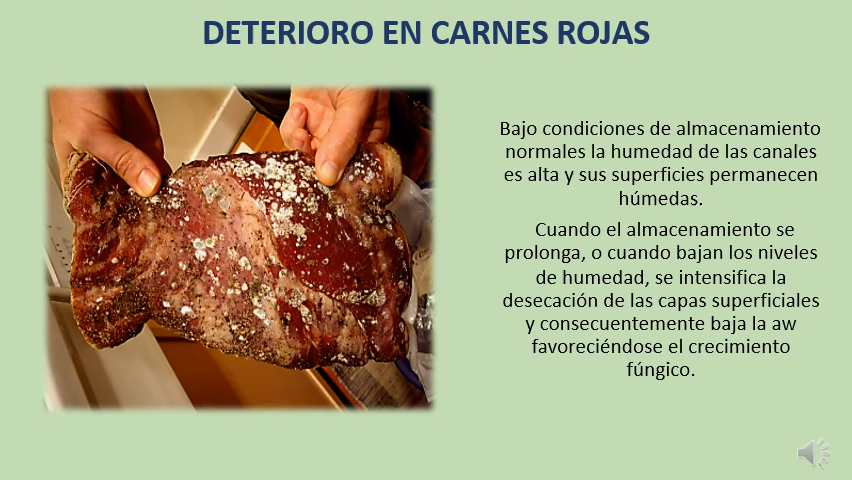 DETERIORO EN CARNES ROJAS
Bajo condiciones de almacenamiento
normales la humedad de las canales
es alta y sus superficies permanecen
húmedas.
Cuando el almacenamiento se
prolonga, o cuando bajan los niveles
de humedad, se intensifica la
desecación de las capas superficiales
y consecuentemente baja la aw
favoreciéndose el crecimiento
fúngico.